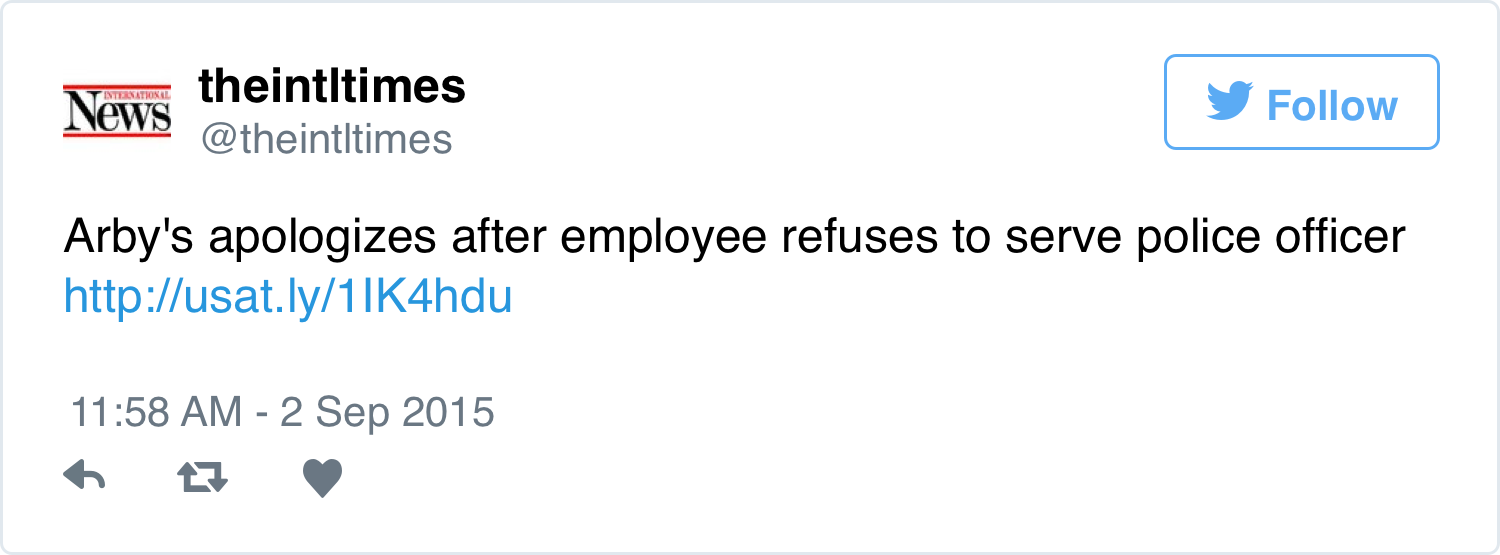 INTERNATIONAL
News
theintltimes
@theintltimes
Follow
Arby's apologizes after employee refuses to serve police officer
http://usat.ly/1IK4hdu
11:58 AM - 2 Sep 2015